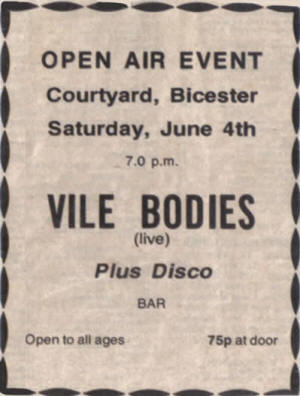 OPEN AIR EVENT
Courtyard, Bicester
Saturday, June 4th
7.0 p.m.
VILE BODIES
(live)
Plus Disco
BAR
Open to all ages 75p at door